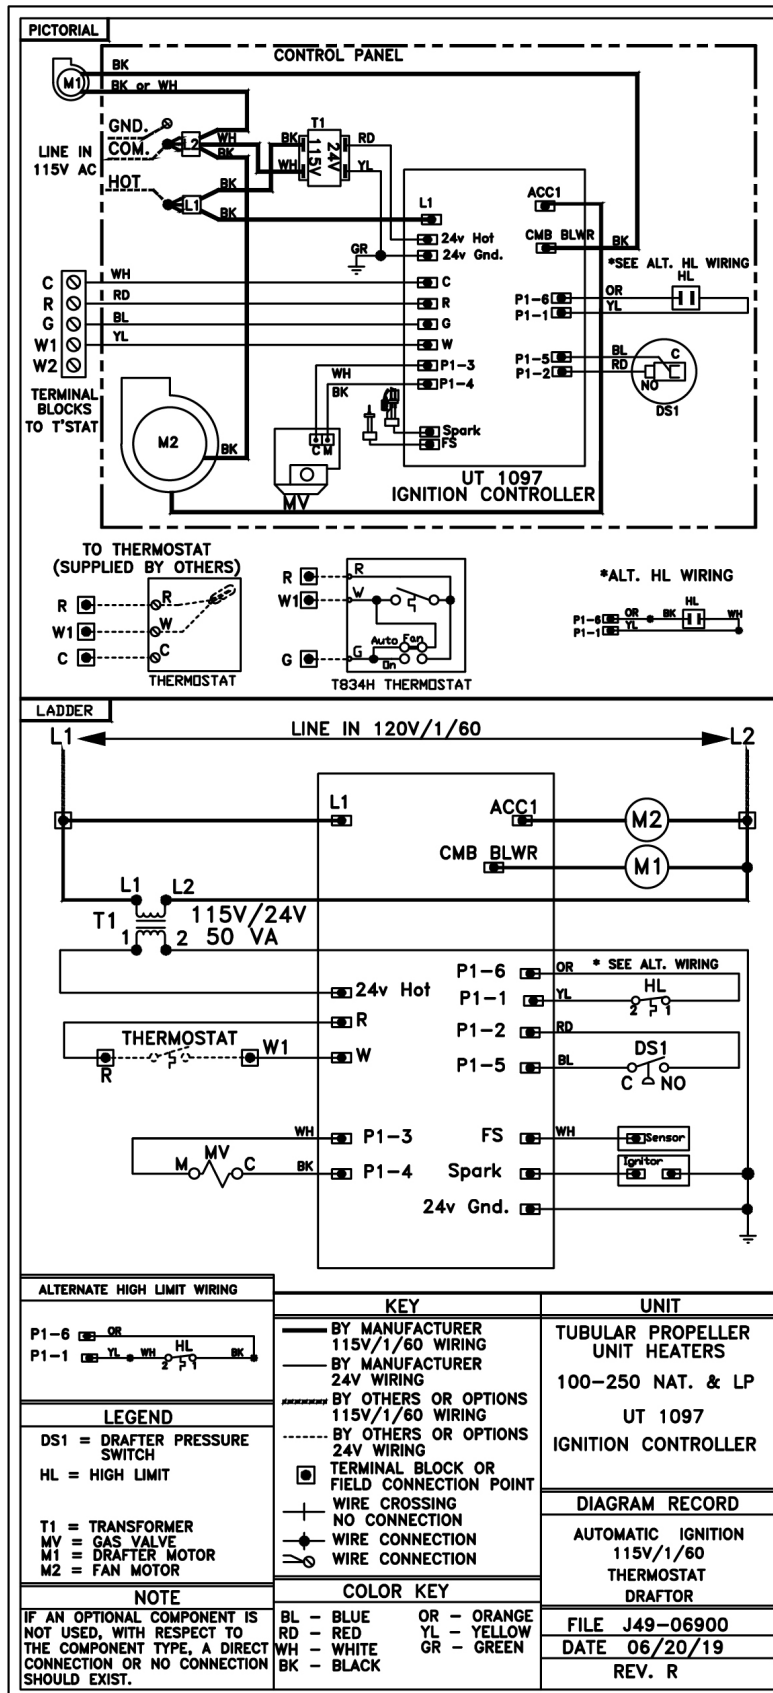 PICTORIAL
CONTROL PANEL
BK
M1
BK or WH
GND.
COM.
LINE IN
115V AC
L2
WH
BK
HOT
BK
L1
BK
T1
BK
WH
115V
24V
RD
YL
GR
L1
24v Hot
24v Gnd.
ACC1
CMB BLWR
BK
*SEE ALT. HL WIRING
HL
P1-6
OR
P1-1
YL
C
WH
C
R
RD
R
G
BL
G
W1
YL
W
W2
TERMINAL
BLOCKS
TO T'STAT
P1-5
BL
C
P1-2
RD
NO
DS1
WH
P1-3
BK
P1-4
M2
BK
C M
MV
Spark
FS
UT 1097
IGNITION CONTROLLER
TO THERMOSTAT
(SUPPLIED BY OTHERS)
R
R
W1
W
C
C
THERMOSTAT
R
R
W1
W
Auto Fan
G
G
On
T834H THERMOSTAT
*ALT. HL WIRING
P1-6
OR
BK
HL
WH
P1-1
YL
LADDER
L1
LINE IN 120V/1/60
L2
L1
ACC1
M2
CMB BLWR
M1
L1
L2
T1
115V/24V
1
2
50 VA
24v Hot
P1-6
OR
* SEE ALT. WIRING
HL
P1-1
YL
2
1
R
P1-2
RD
THERMOSTAT
W1
R
W
P1-5
BL
DS1
C
NO
WH
P1-3
FS
WH
Sensor
M
MV
C
BK
P1-4
Spark
Ignitor
24v Gnd.
ALTERNATE HIGH LIMIT WIRING
P1-6
OR
P1-1
YL
WH
HL
2
1
BK
LEGEND
DS1 = DRAFTER PRESSURE
SWITCH
HL = HIGH LIMIT
T1 = TRANSFORMER
MV = GAS VALVE
M1 = DRAFTER MOTOR
M2 = FAN MOTOR
NOTE
IF AN OPTIONAL COMPONENT IS
NOT USED, WITH RESPECT TO
THE COMPONENT TYPE, A DIRECT
CONNECTION OR NO CONNECTION
SHOULD EXIST.
KEY
BY MANUFACTURER
115V/1/60 WIRING
BY MANUFACTURER
24V WIRING
BY OTHERS OR OPTIONS
115V/1/60 WIRING
BY OTHERS OR OPTIONS
24V WIRING
TERMINAL BLOCK OR
FIELD CONNECTION POINT
WIRE CROSSING
NO CONNECTION
WIRE CONNECTION
WIRE CONNECTION
COLOR KEY
BL - BLUE
OR - ORANGE
RD - RED
YL - YELLOW
WH - WHITE
GR - GREEN
BK - BLACK
UNIT
TUBULAR PROPELLER
UNIT HEATERS
100-250 NAT. & LP
UT 1097
IGNITION CONTROLLER
DIAGRAM RECORD
AUTOMATIC IGNITION
115V/1/60
THERMOSTAT
DRAFTOR
FILE J49-06900
DATE 06/20/19
REV. R